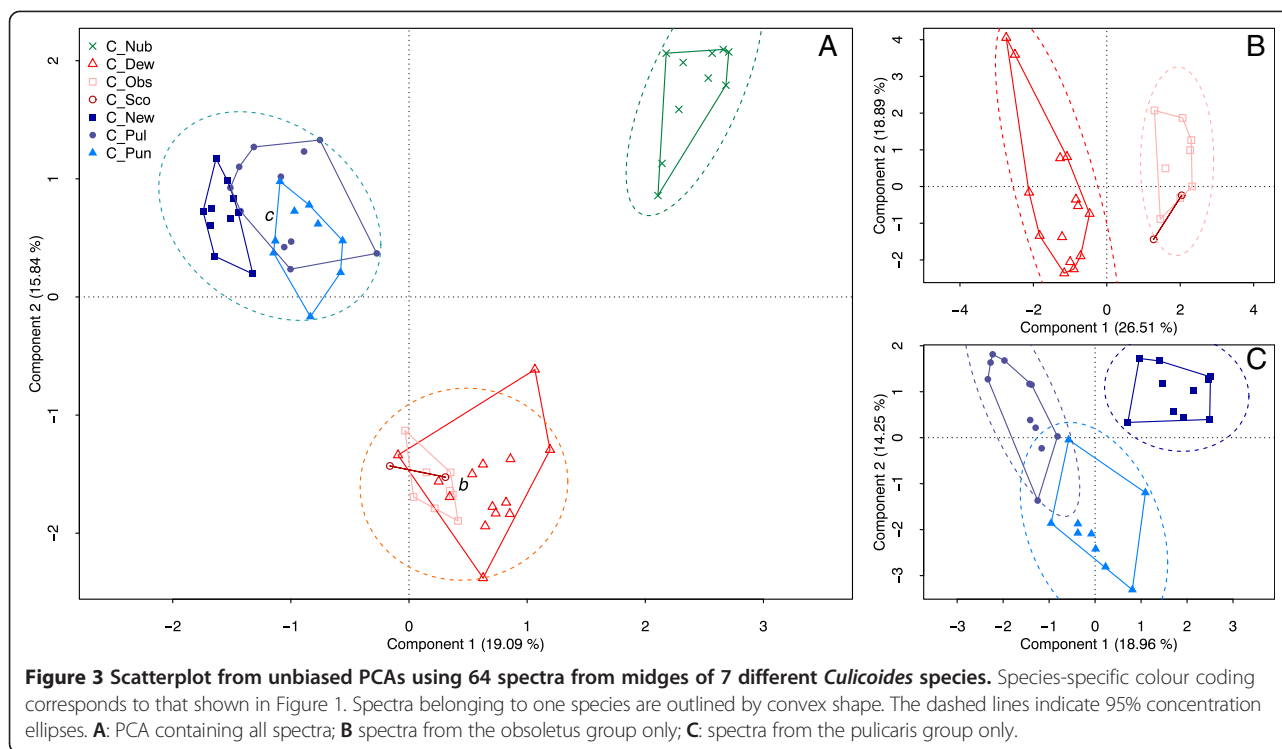 A
C_Nub
C_Dew
C_Obs
C_Sco
C_New
C_Pul
C_Pun
c
b
2
1
0
−1
−2
Component 2 (15.84 %)
−2 −1 0 1 2 3
Component 1 (19.09 %)
B
4
3
2
1
0
−1
−2
Component 2 (18.89 %)
−4 −2 0 2 4
Component 1 (26.51 %)
C
2
1
0
−1
−2
−3
Component 2 (14.25 %)
−3 −2 −1 0 1 2 3
Component 1 (18.96 %)
Figure 3 Scatterplot from unbiased PCAs using 64 spectra from midges of 7 different Culicoides species. Species-specific colour coding
corresponds to that shown in Figure 1. Spectra belonging to one species are outlined by convex shape. The dashed lines indicate 95% concentration
ellipses. A: PCA containing all spectra; B spectra from the obsoletus group only; C: spectra from the pulicaris group only.